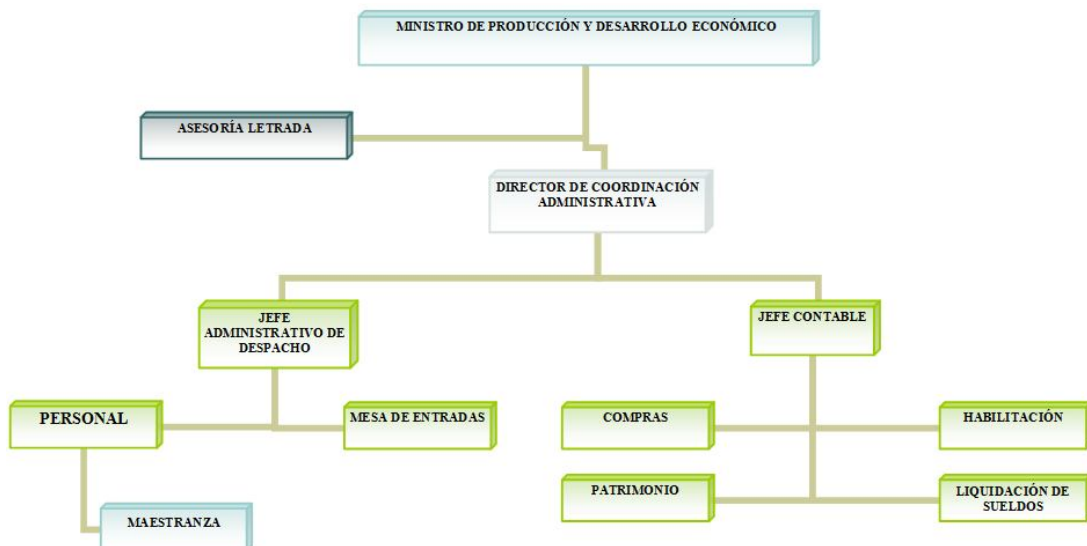 MINISTRO DE PRODUCCIÓN Y DESARROLLO ECONÓMICO
ASESORÍA LETRADA
DIRECTOR DE COORDINACIÓN
ADMINISTRATIVA
JEFE
ADMINISTRATIVO DE
DESPACHO
JEFE CONTABLE
PERSONAL
MESA DE ENTRADAS
COMPRAS
HABILITACIÓN
PATRIMONIO
LIQUIDACIÓN DE
SUELDOS
MAESTRANZA